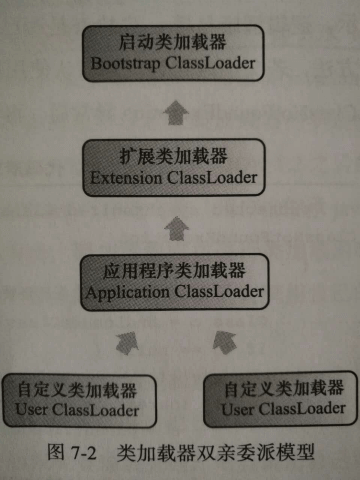 启动类加载器
Bootstrap ClassLoader
扩展类加载器
Extension ClassLoader
应用程序类加载器
Application ClassLoader
自定义类加载器
User ClassLoader
自定义类加载器
User ClassLoader
图 7-2 类加载器双亲委派模型